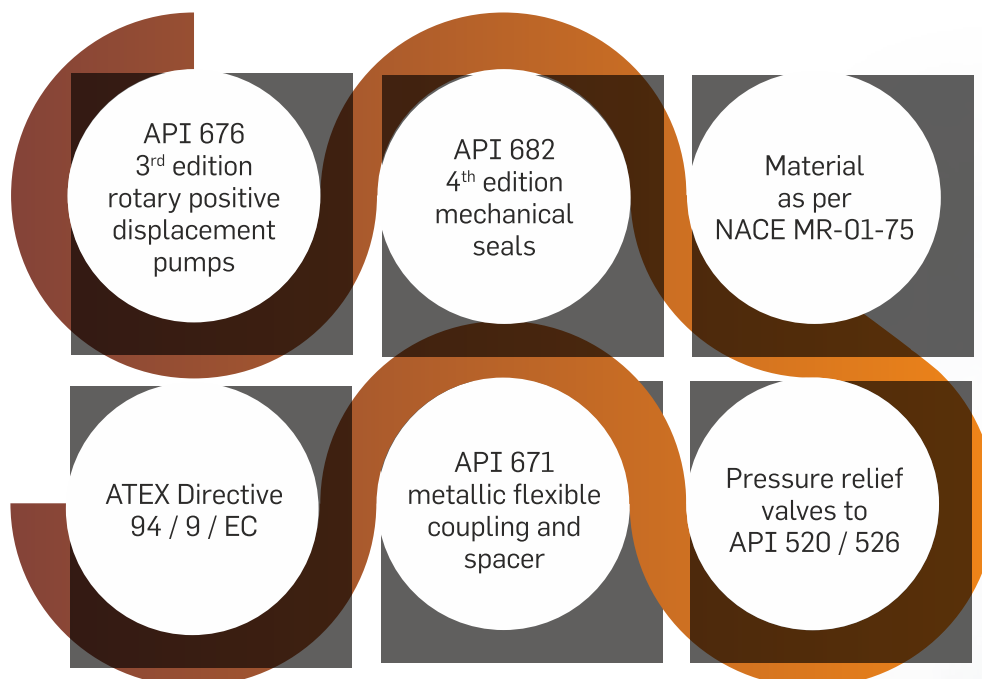 API 676
3rd edition
rotary positive
displacement
pumps
API 682
4th edition
mechanical
seals
Material
as per
NACE MR-01-75
ATEX Directive
94 / 9 / EC
API 671
metallic flexible
coupling and
spacer
Pressure relief
valves to
API 520 / 526